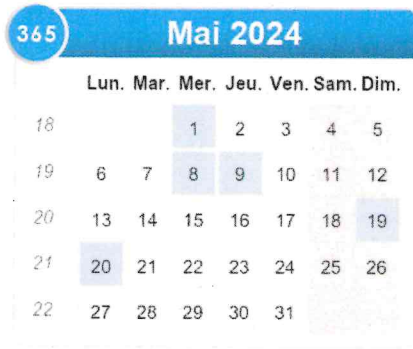 365 Mai 2024
Lun. Mar. Mer. Jeu. Ven. Sam. Dim.
18 1 2 3 4 5
19 6 7 8 9 10 11 12
20 13 14 15 16 17 18 19
21 20 21 22 23 24 25 26
22 27 28 29 30 31